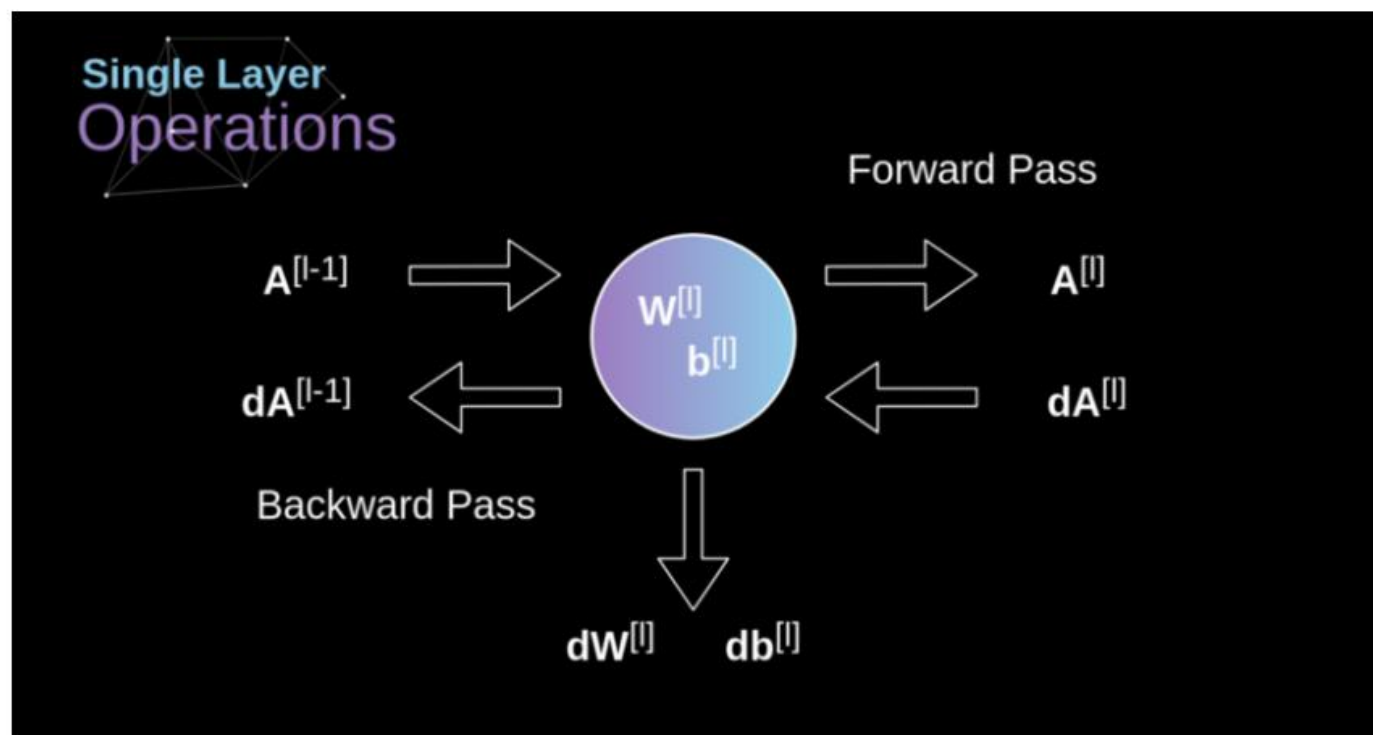 Single Layer
Operations
Forward Pass
A[l-1]
A[l]
W[l]
b[l]
dA[l-1]
dA[l]
Backward Pass
dW[l] db[l]